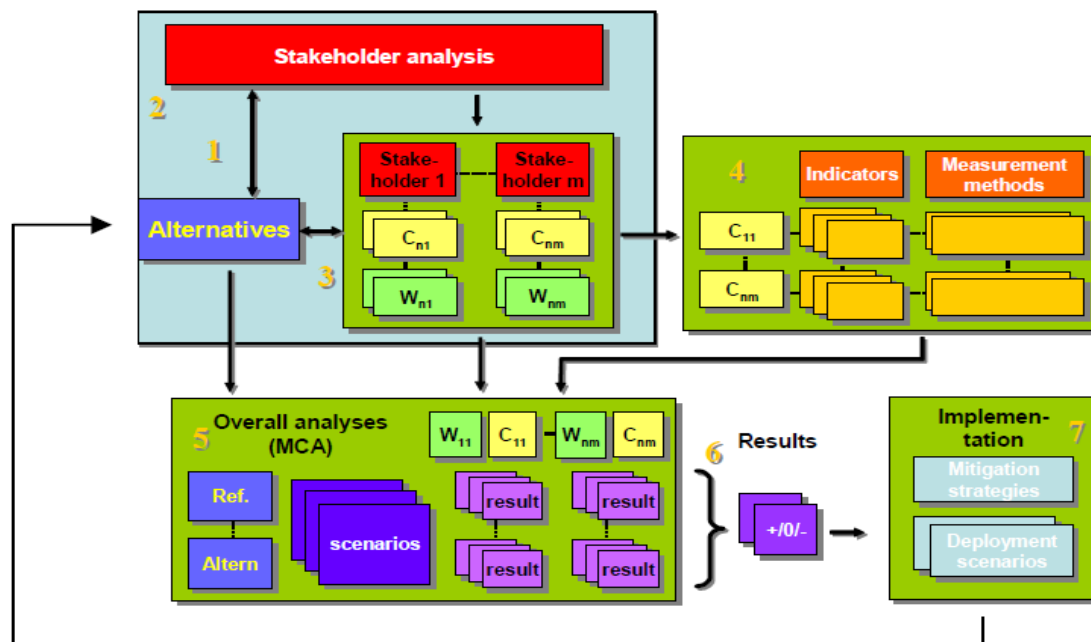 Stakeholder analysis
2
1
Stake-
holder 1
Stake-
holder m
4
Indicators
Measurement
methods
Alternatives
3
Cn1
Cnm
Wn1
Wnm
C11
Cnm
5
Overall analyses
(MCA)
W11
C11
Wnm
Cnm
Ref.
Altern
scenarios
result
result
result
result
6
Results
+/0/-
Implemen-
tation
7
Mitigation
strategies
Deployment
scenarios